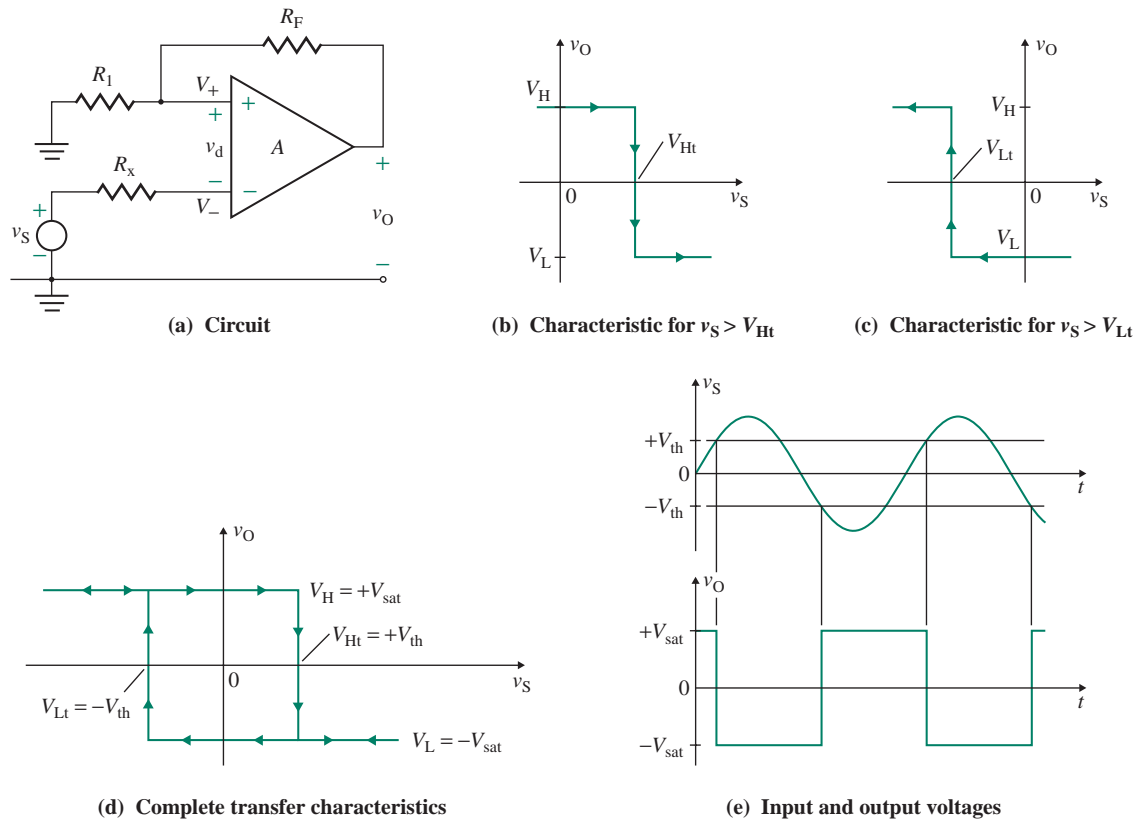 R_F
R_1
V_+
+
+
v_d
A
+
R_x
−
−
V_−
v_O
+
v_S
−
−
(a) Circuit
v_O
V_H
V_Ht
0
v_S
V_L
(b) Characteristic for v_S > V_Ht
v_O
V_H
V_Lt
0
v_S
V_L
(c) Characteristic for v_S > V_Lt
v_O
V_H = +V_sat
V_Ht = +V_th
0
v_S
V_Lt = −V_th
V_L = −V_sat
(d) Complete transfer characteristics
v_S
+V_th
0
t
−V_th
v_O
+V_sat
0
t
−V_sat
(e) Input and output voltages